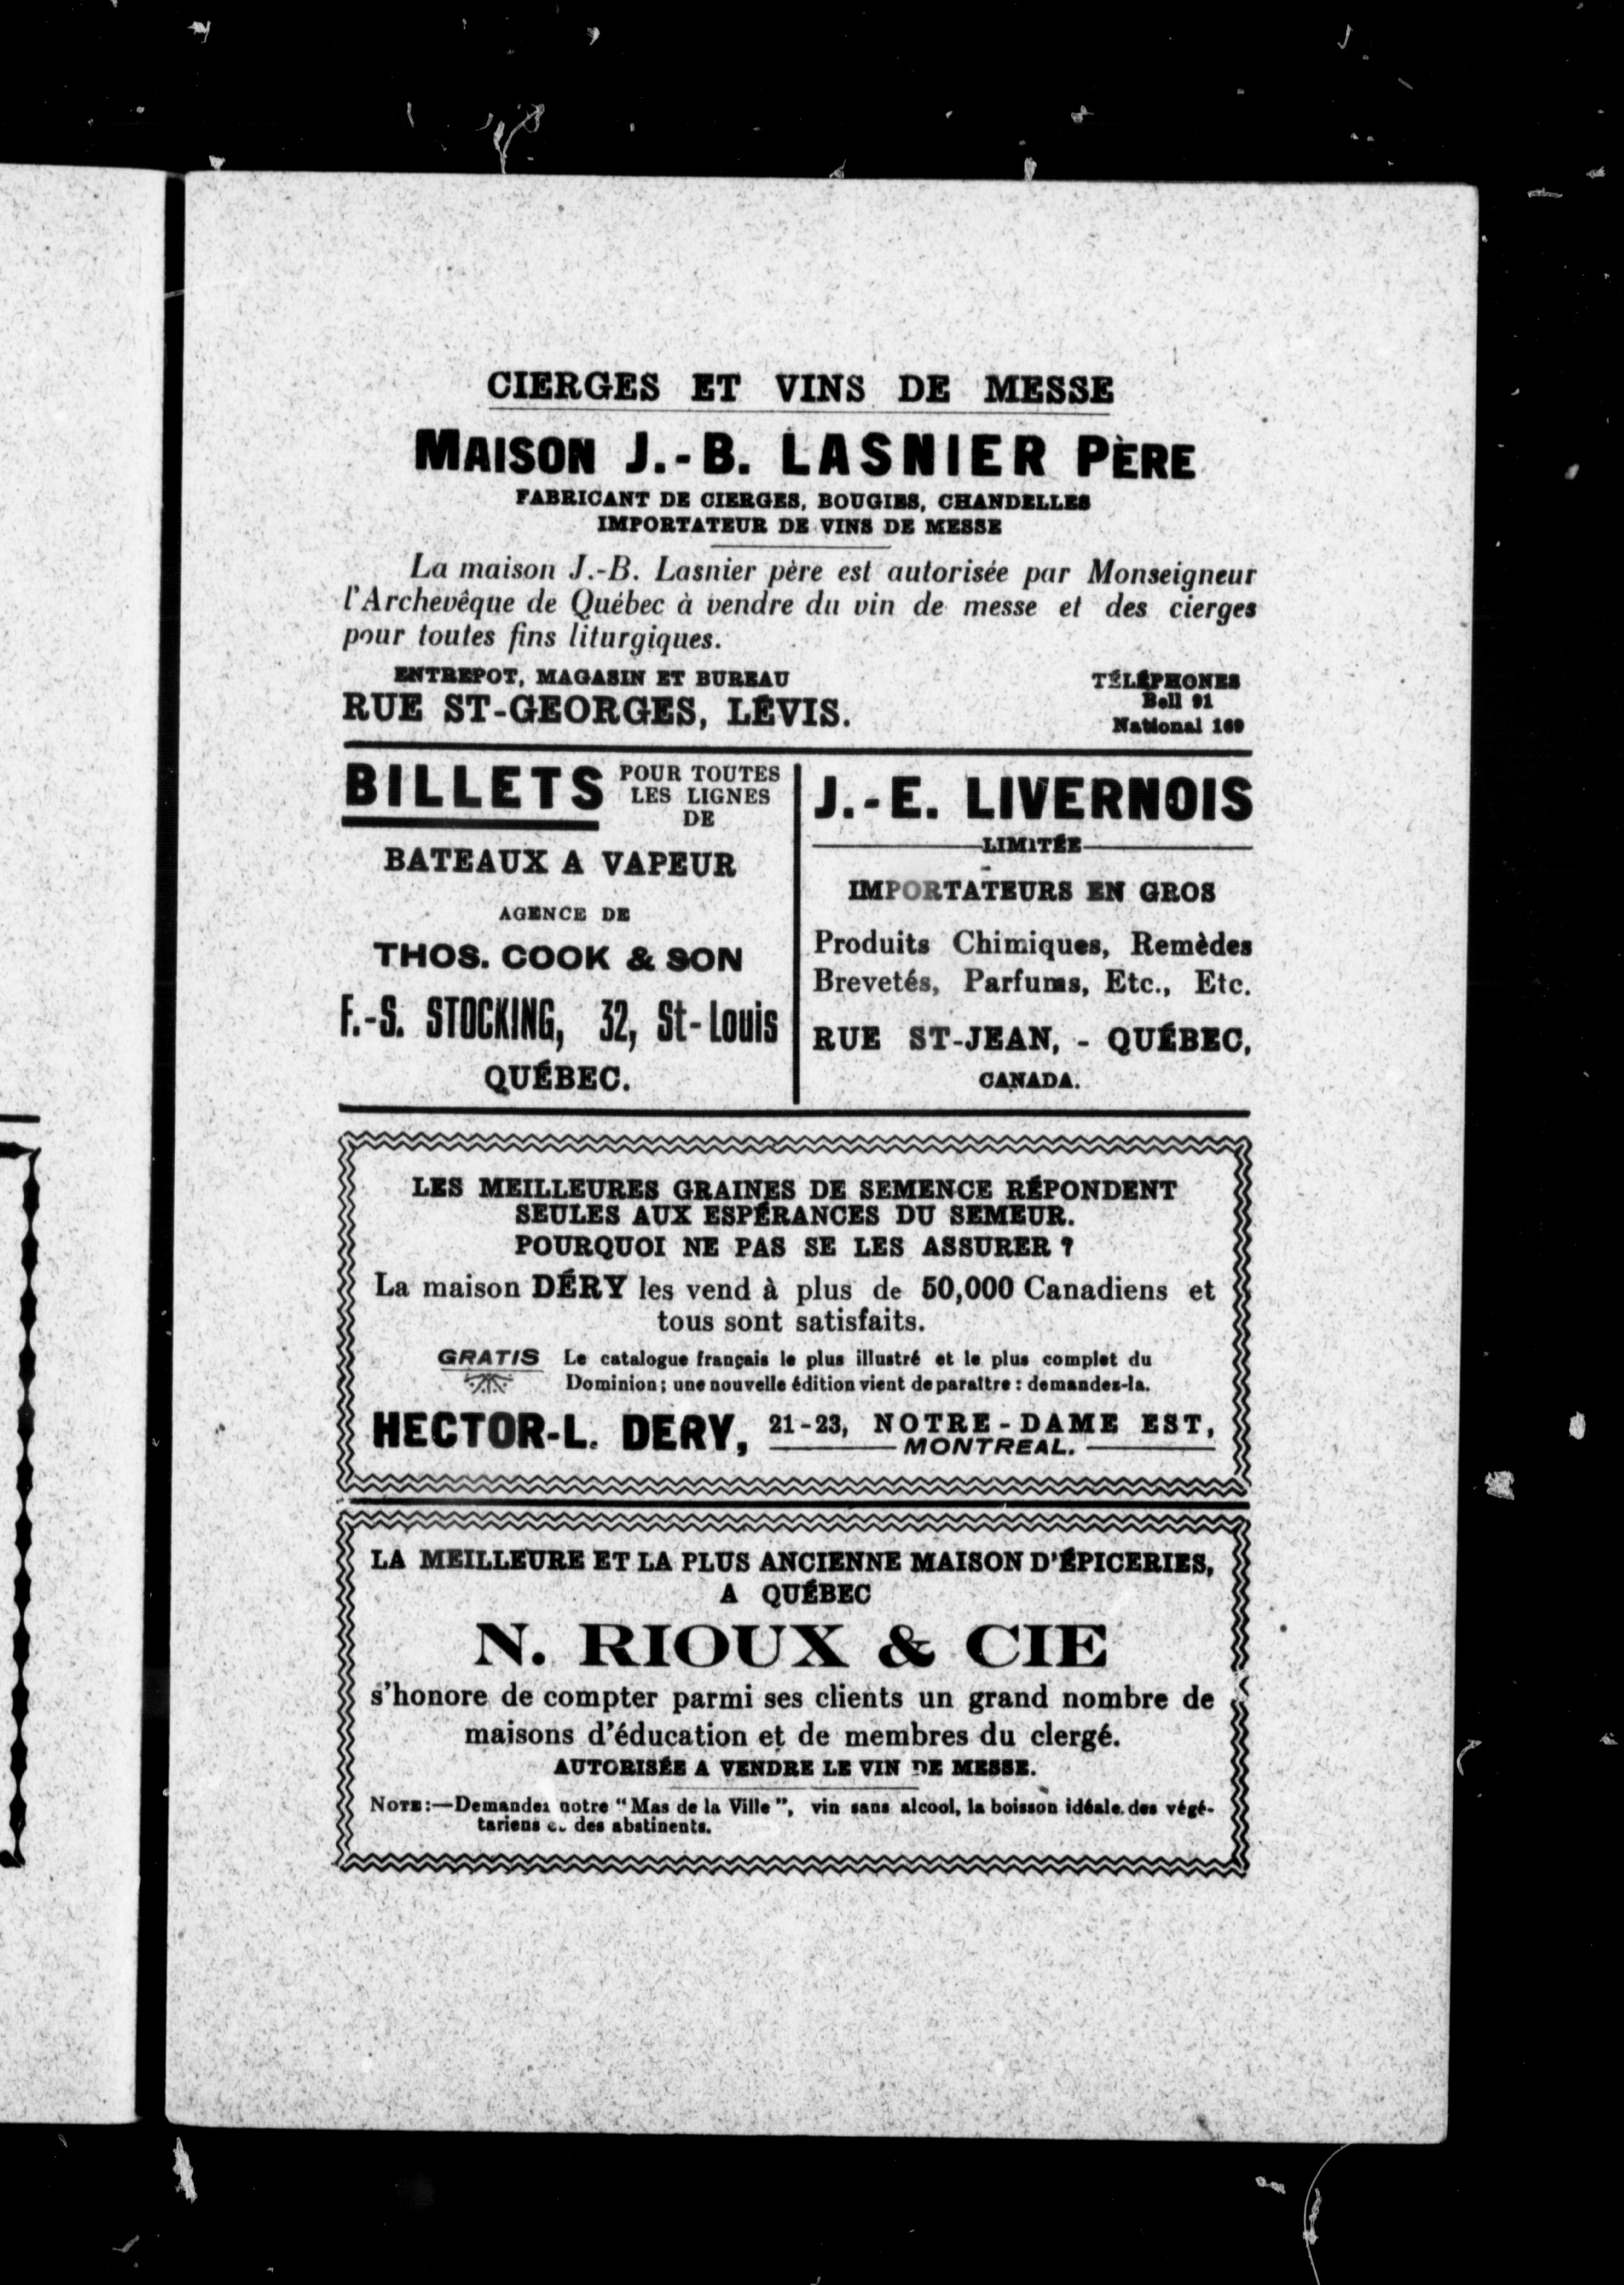 CIERGES ET VINS DE MESSE
MAISON J.-B. LASNIER PÈRE
FABRICANT DE CIERGES, BOUGIES, CHANDELLES
IMPORTATEUR DE VINS DE MESSE
La maison J.-B. Lasnier père est autorisée par Monseigneur
l'Archevêque de Québec à vendre du vin de messe et des cierges
pour toutes fins liturgiques.
ENTREPOT, MAGASIN ET BUREAU
RUE ST-GEORGES, LÉVIS.
TÉLÉPHONES
Bell 91
National 169
BILLETS POUR TOUTES
LES LIGNES
DE
BATEAUX A VAPEUR
AGENCE DE
THOS. COOK & SON
F.-S. STOCKING, 32, St-Louis
QUÉBEC.
J.-E. LIVERNOIS
LIMITÉE
IMPORTATEURS EN GROS
Produits Chimiques, Remèdes
Brevetés, Parfums, Etc., Etc.
RUE ST-JEAN, - QUÉBEC,
CANADA.
LES MEILLEURES GRAINES DE SEMENCE RÉPONDENT
SEULES AUX ESPÉRANCES DU SEMEUR.
POURQUOI NE PAS SE LES ASSURER ?
La maison DÉRY les vend à plus de 50,000 Canadiens et
tous sont satisfaits.
GRATIS Le catalogue français le plus illustré et le plus complet du
Dominion; une nouvelle édition vient de paraître : demandez-la.
HECTOR-L. DERY, 21-23, NOTRE-DAME EST,
MONTREAL.
LA MEILLEURE ET LA PLUS ANCIENNE MAISON D'ÉPICERIES,
A QUÉBEC
N. RIOUX & CIE
s'honore de compter parmi ses clients un grand nombre de
maisons d'éducation et de membres du clergé.
AUTORISÉE A VENDRE LE VIN DE MESSE.
NOTE:—Demandez notre "Mas de la Ville", vin sans alcool, la boisson idéale des végé-
tariens et des abstinents.